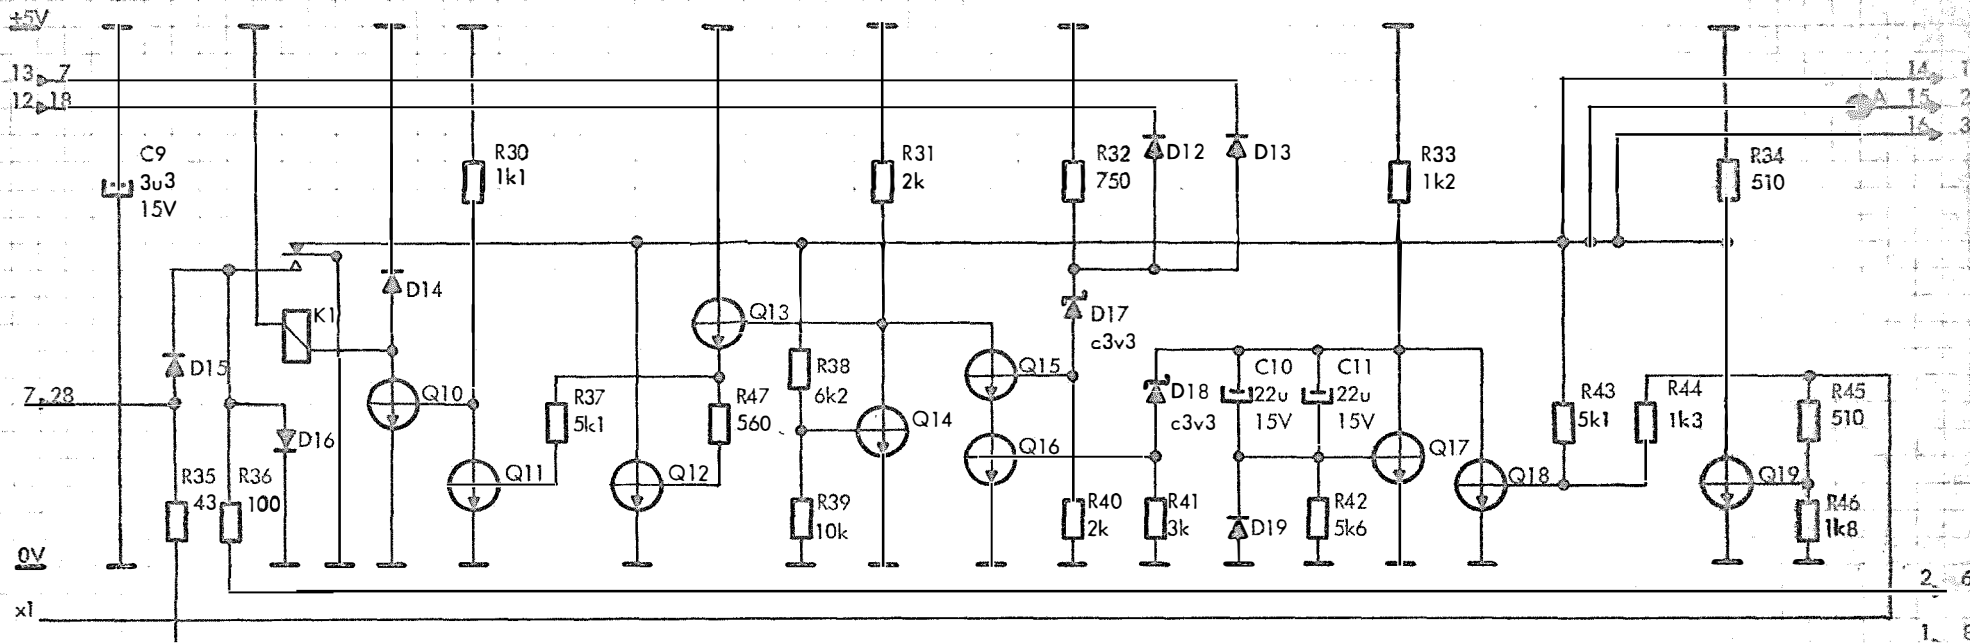 +5V
13 7
12 18
14 1
A 15 2
16 3
C9
3u3
15V
R30
1k1
R31
2k
R32
750
D12
D13
R33
1k2
R34
510
D14
K1
Q13
D17
c3v3
D15
Q10
R37
5k1
R47
560
R38
6k2
Q14
Q15
Q16
D18
c3v3
C10
22u
15V
C11
22u
15V
Q17
R43
5k1
R44
1k3
R45
510
7 28
D16
R35
43
R36
100
Q11
Q12
R39
10k
R40
2k
R41
3k
D19
R42
5k6
Q18
Q19
R46
1k8
0V
2 6
x1
1 8